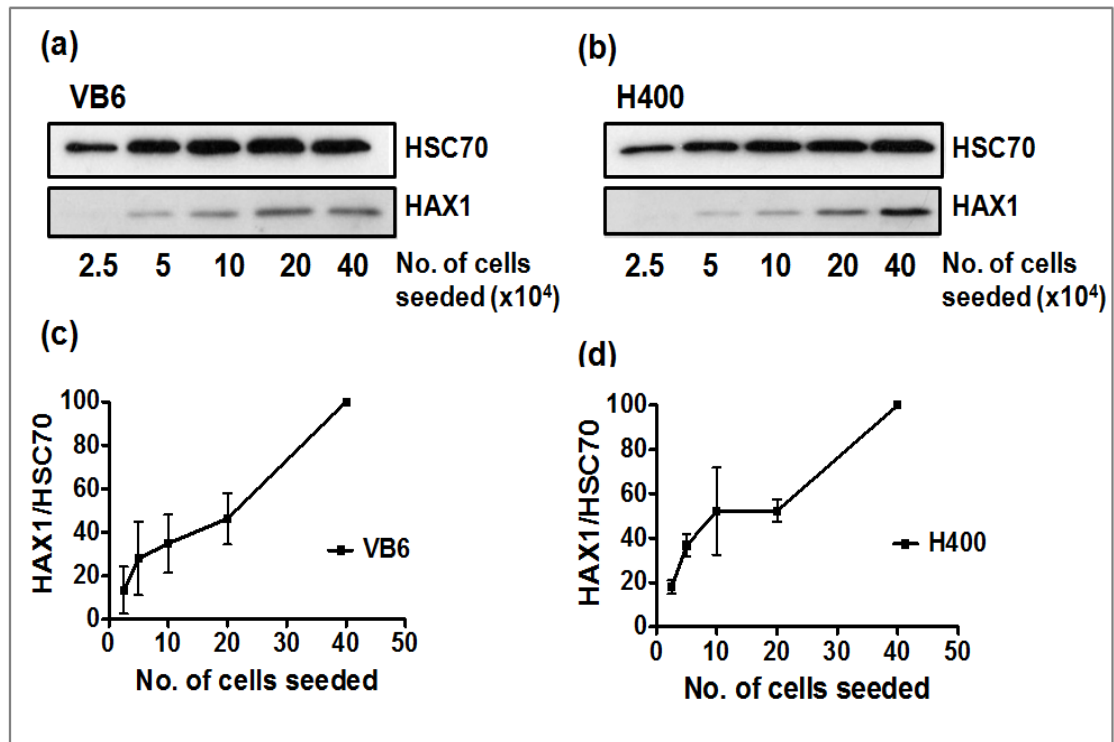 (a)
VB6
HSC70
HAX1
2.5 5 10 20 40 No. of cells
seeded (x10⁴)
(b)
H400
HSC70
HAX1
2.5 5 10 20 40 No. of cells
seeded (x10⁴)
(c)
HAX1/HSC70
100
80
60
40
20
0
0 10 20 30 40 50
No. of cells seeded
VB6
(d)
HAX1/HSC70
100
80
60
40
20
0
0 10 20 30 40 50
No. of cells seeded
H400